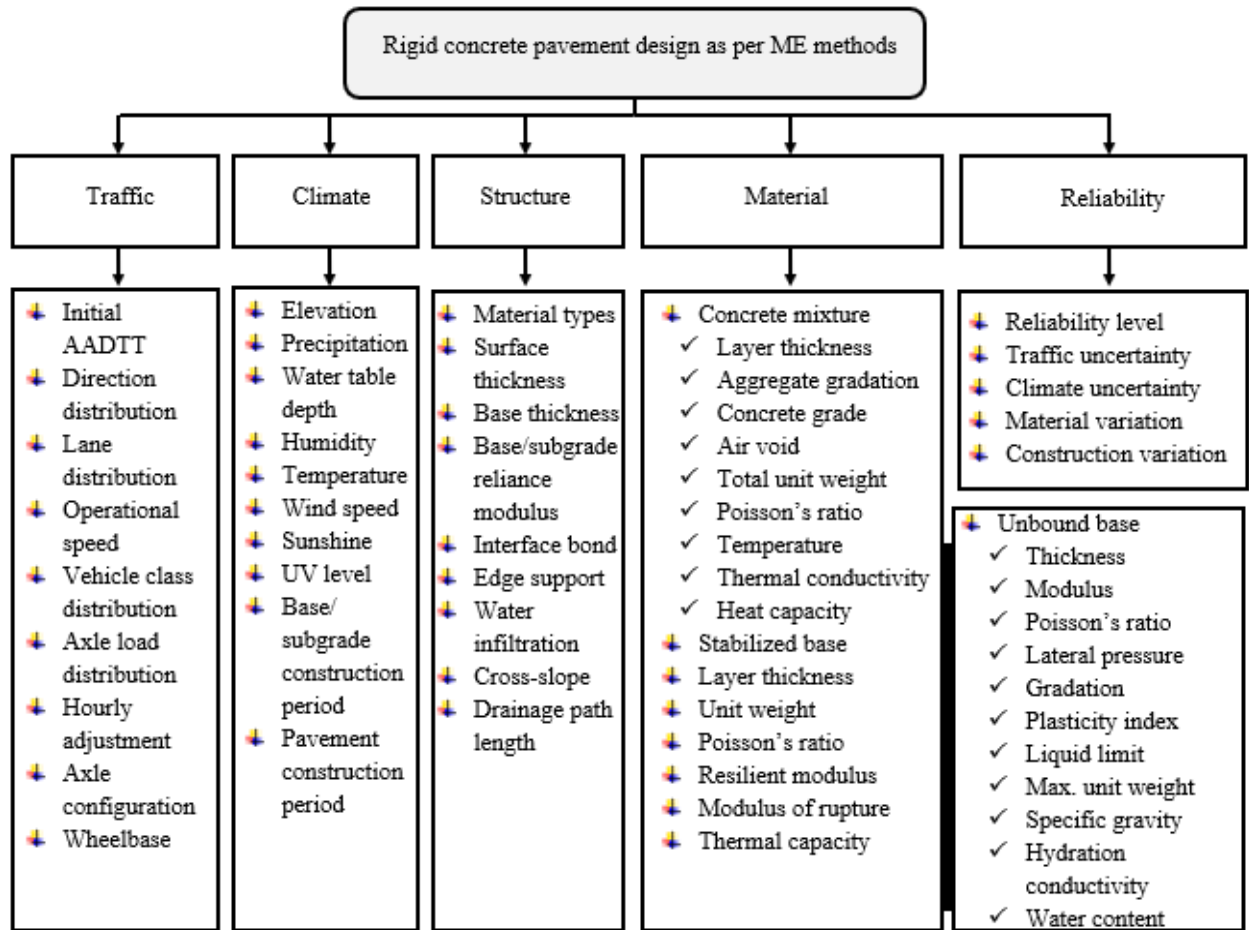 Rigid concrete pavement design as per ME methods
Traffic
Climate
Structure
Material
Reliability
Initial
AADTT
Direction
distribution
Lane
distribution
Operational
speed
Vehicle class
distribution
Axle load
distribution
Hourly
adjustment
Axle
configuration
Wheelbase
Elevation
Precipitation
Water table
depth
Humidity
Temperature
Wind speed
Sunshine
UV level
Base/
subgrade
construction
period
Pavement
construction
period
Material types
Surface
thickness
Base thickness
Base/subgrade
reliance
modulus
Interface bond
Edge support
Water
infiltration
Cross-slope
Drainage path
length
Concrete mixture
✓ Layer thickness
✓ Aggregate gradation
✓ Concrete grade
✓ Air void
✓ Total unit weight
✓ Poisson's ratio
✓ Temperature
✓ Thermal conductivity
✓ Heat capacity
Stabilized base
Layer thickness
Unit weight
Poisson's ratio
Resilient modulus
Modulus of rupture
Thermal capacity
Reliability level
Traffic uncertainty
Climate uncertainty
Material variation
Construction variation
Unbound base
✓ Thickness
✓ Modulus
✓ Poisson's ratio
✓ Lateral pressure
✓ Gradation
✓ Plasticity index
✓ Liquid limit
✓ Max. unit weight
✓ Specific gravity
✓ Hydration
conductivity
✓ Water content